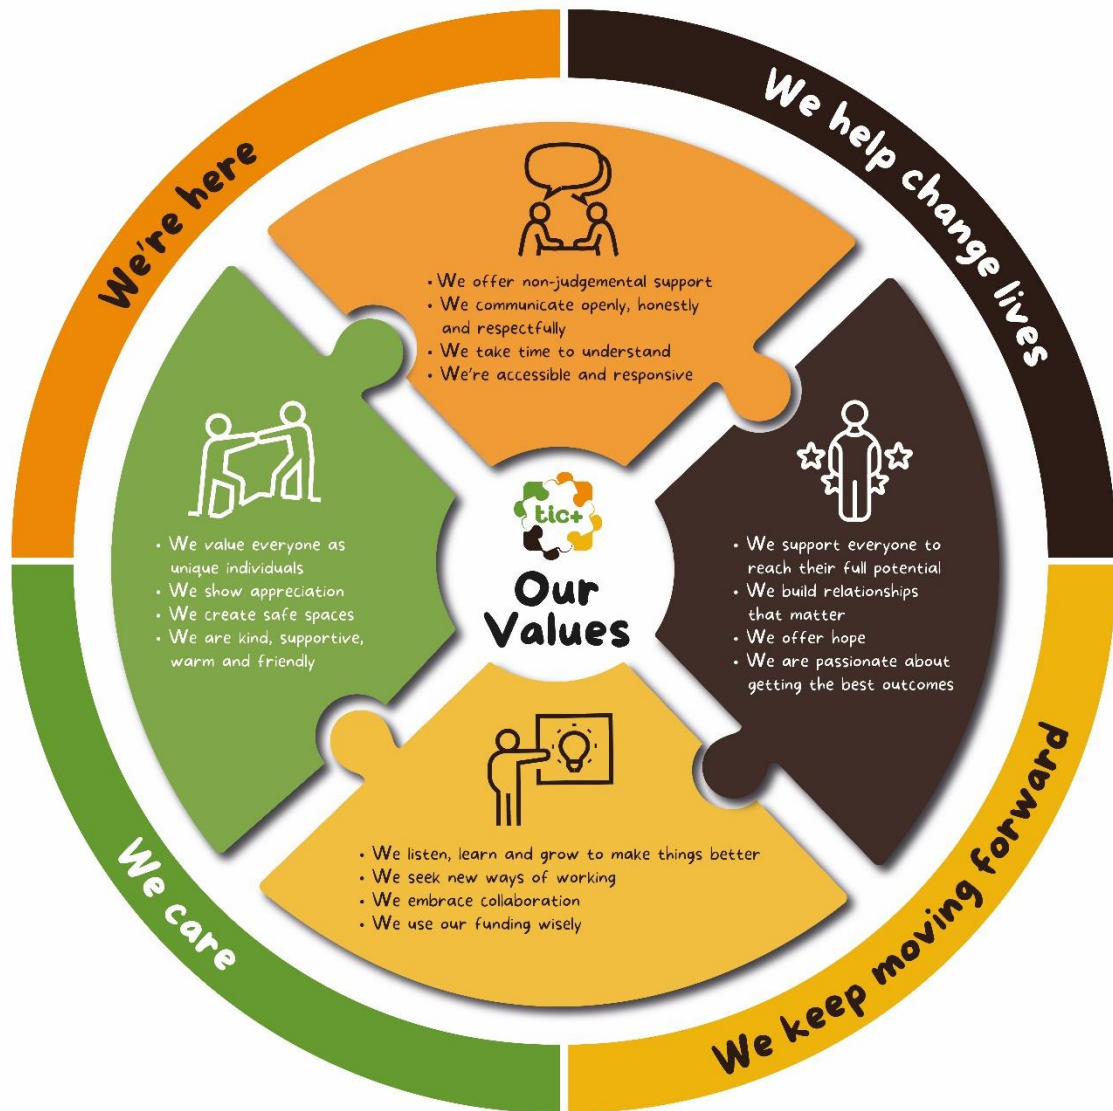 We're here
We help change lives
• We offer non-judgemental support
• We communicate openly, honestly
and respectfully
• We take time to understand
• We're accessible and responsive
• We value everyone as
unique individuals
• We show appreciation
• We create safe spaces
• We are kind, supportive,
warm and friendly
tic+
Our
Values
• We support everyone to
reach their full potential
• We build relationships
that matter
• We offer hope
• We are passionate about
getting the best outcomes
• We listen, learn and grow to make things better
• We seek new ways of working
• We embrace collaboration
• We use our funding wisely
We care
We keep moving forward